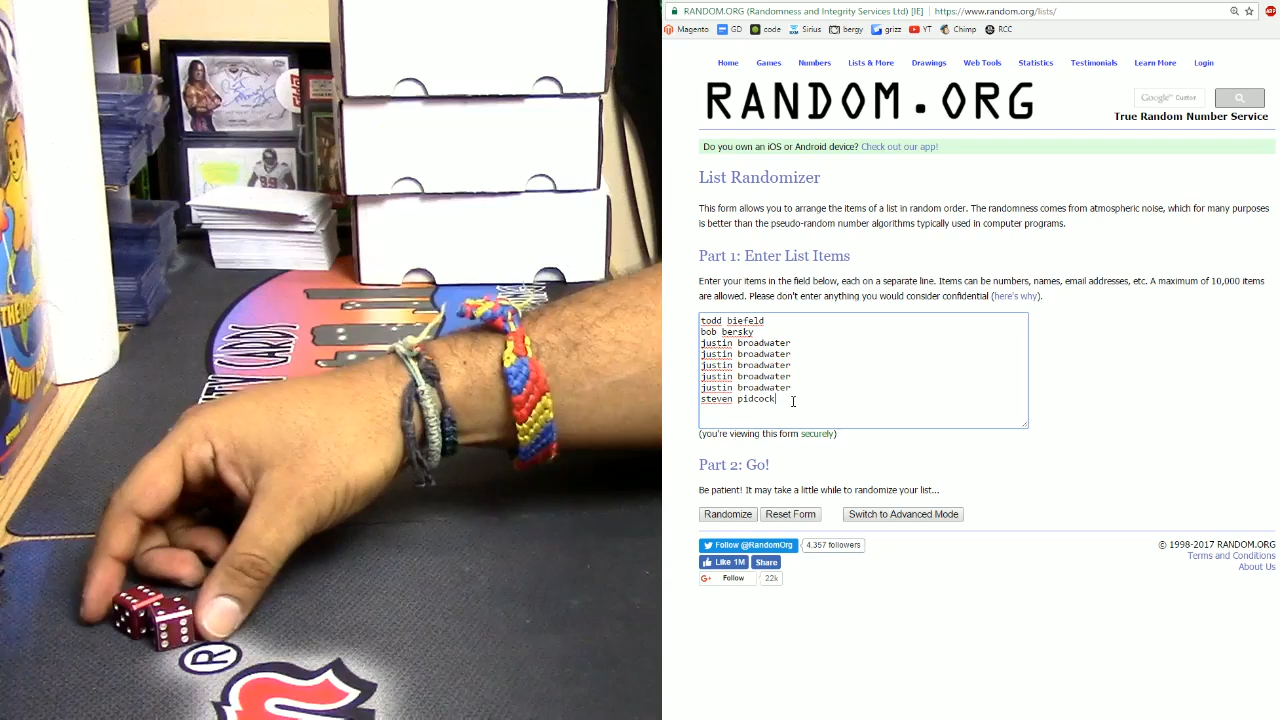 RANDOM.ORG (Randomness and Integrity Services Ltd) [IE]
https://www.random.org/lists/
Magento GD code Sirius bergy grizz YT Chimp RCC
Home Games Numbers Lists & More Drawings Web Tools Statistics Testimonials Learn More Login
RANDOM.ORG
Google™ Custor
True Random Number Service
Do you own an iOS or Android device? Check out our app!
List Randomizer
This form allows you to arrange the items of a list in random order. The randomness comes from atmospheric noise, which for many purposes
is better than the pseudo-random number algorithms typically used in computer programs.
Part 1: Enter List Items
Enter your items in the field below, each on a separate line. Items can be numbers, names, email addresses, etc. A maximum of 10,000 items
are allowed. Please don't enter anything you would consider confidential (here's why).
todd biefeld
bob bersky
justin broadwater
justin broadwater
justin broadwater
justin broadwater
justin broadwater
steven pidcock
(you're viewing this form securely)
Part 2: Go!
Be patient! It may take a little while to randomize your list...
Randomize Reset Form Switch to Advanced Mode
Follow @RandomOrg 4,357 followers
Like 1M Share
G+ Follow 22k
© 1998-2017 RANDOM.ORG
Terms and Conditions
About Us
CARDS
®